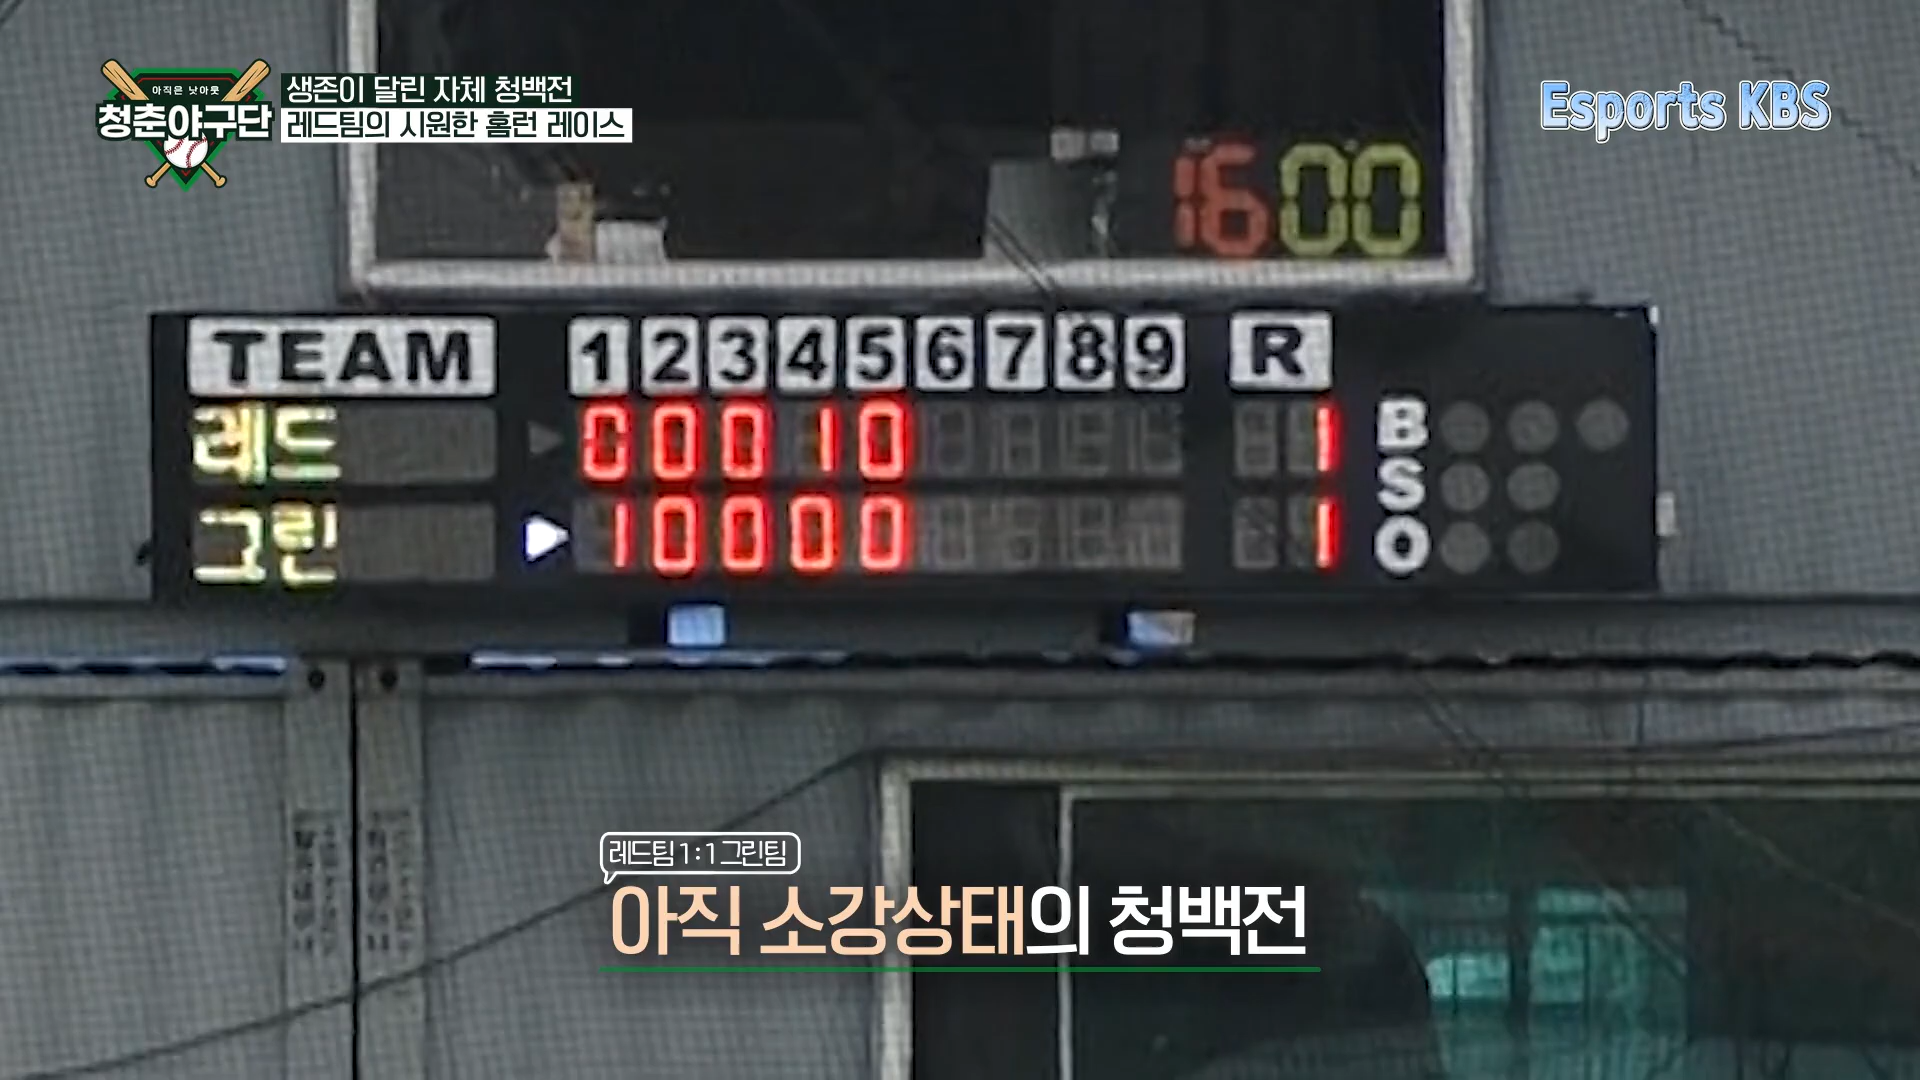 아직은 낫아웃
청춘야구단
생존이 달린 자체 청백전
레드팀의 시원한 홈런 레이스
Esports KBS
16 00
TEAM 1 2 3 4 5 6 7 8 9 R
레드 0 0 0 1 0 1 B
S
그린 1 0 0 0 0 1 O
레드팀 1:1 그린팀
아직 소강상태의 청백전